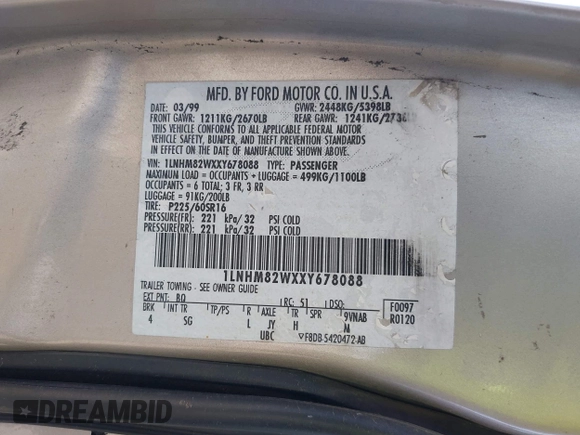 MFD. BY FORD MOTOR CO. IN U.S.A.
DATE: 03/99 GVWR: 2448KG/5398LB
FRONT GAWR: 1211KG/2670LB REAR GAWR: 1241KG/2736LB
THIS VEHICLE CONFORMS TO ALL APPLICABLE FEDERAL MOTOR
VEHICLE SAFETY, BUMPER, AND THEFT PREVENTION STANDARDS
IN EFFECT ON THE DATE OF MANUFACTURE SHOWN ABOVE.
VIN: 1LNHM82WXXY678088 TYPE: PASSENGER
MAXIMUM LOAD = OCCUPANTS + LUGGAGE = 499KG/1100LB
OCCUPANTS = 6 TOTAL; 3 FR, 3 RR
LUGGAGE = 91KG/200LB
TIRE: P225/60SR16
PRESSURE(FR): 221 kPa/32 PSI COLD
PRESSURE(RR): 221 kPa/32 PSI COLD
1LNHM82WXXY678088
TRAILER TOWING - SEE OWNER GUIDE
EXT PNT: BQ RC: 51 DSO: F0097
BRK INT TR TP/PS R AXLE TR SPR 9VNAB R0120
4 SG L JY H M
UBC F8DB-5420472-AB
DREAMBID